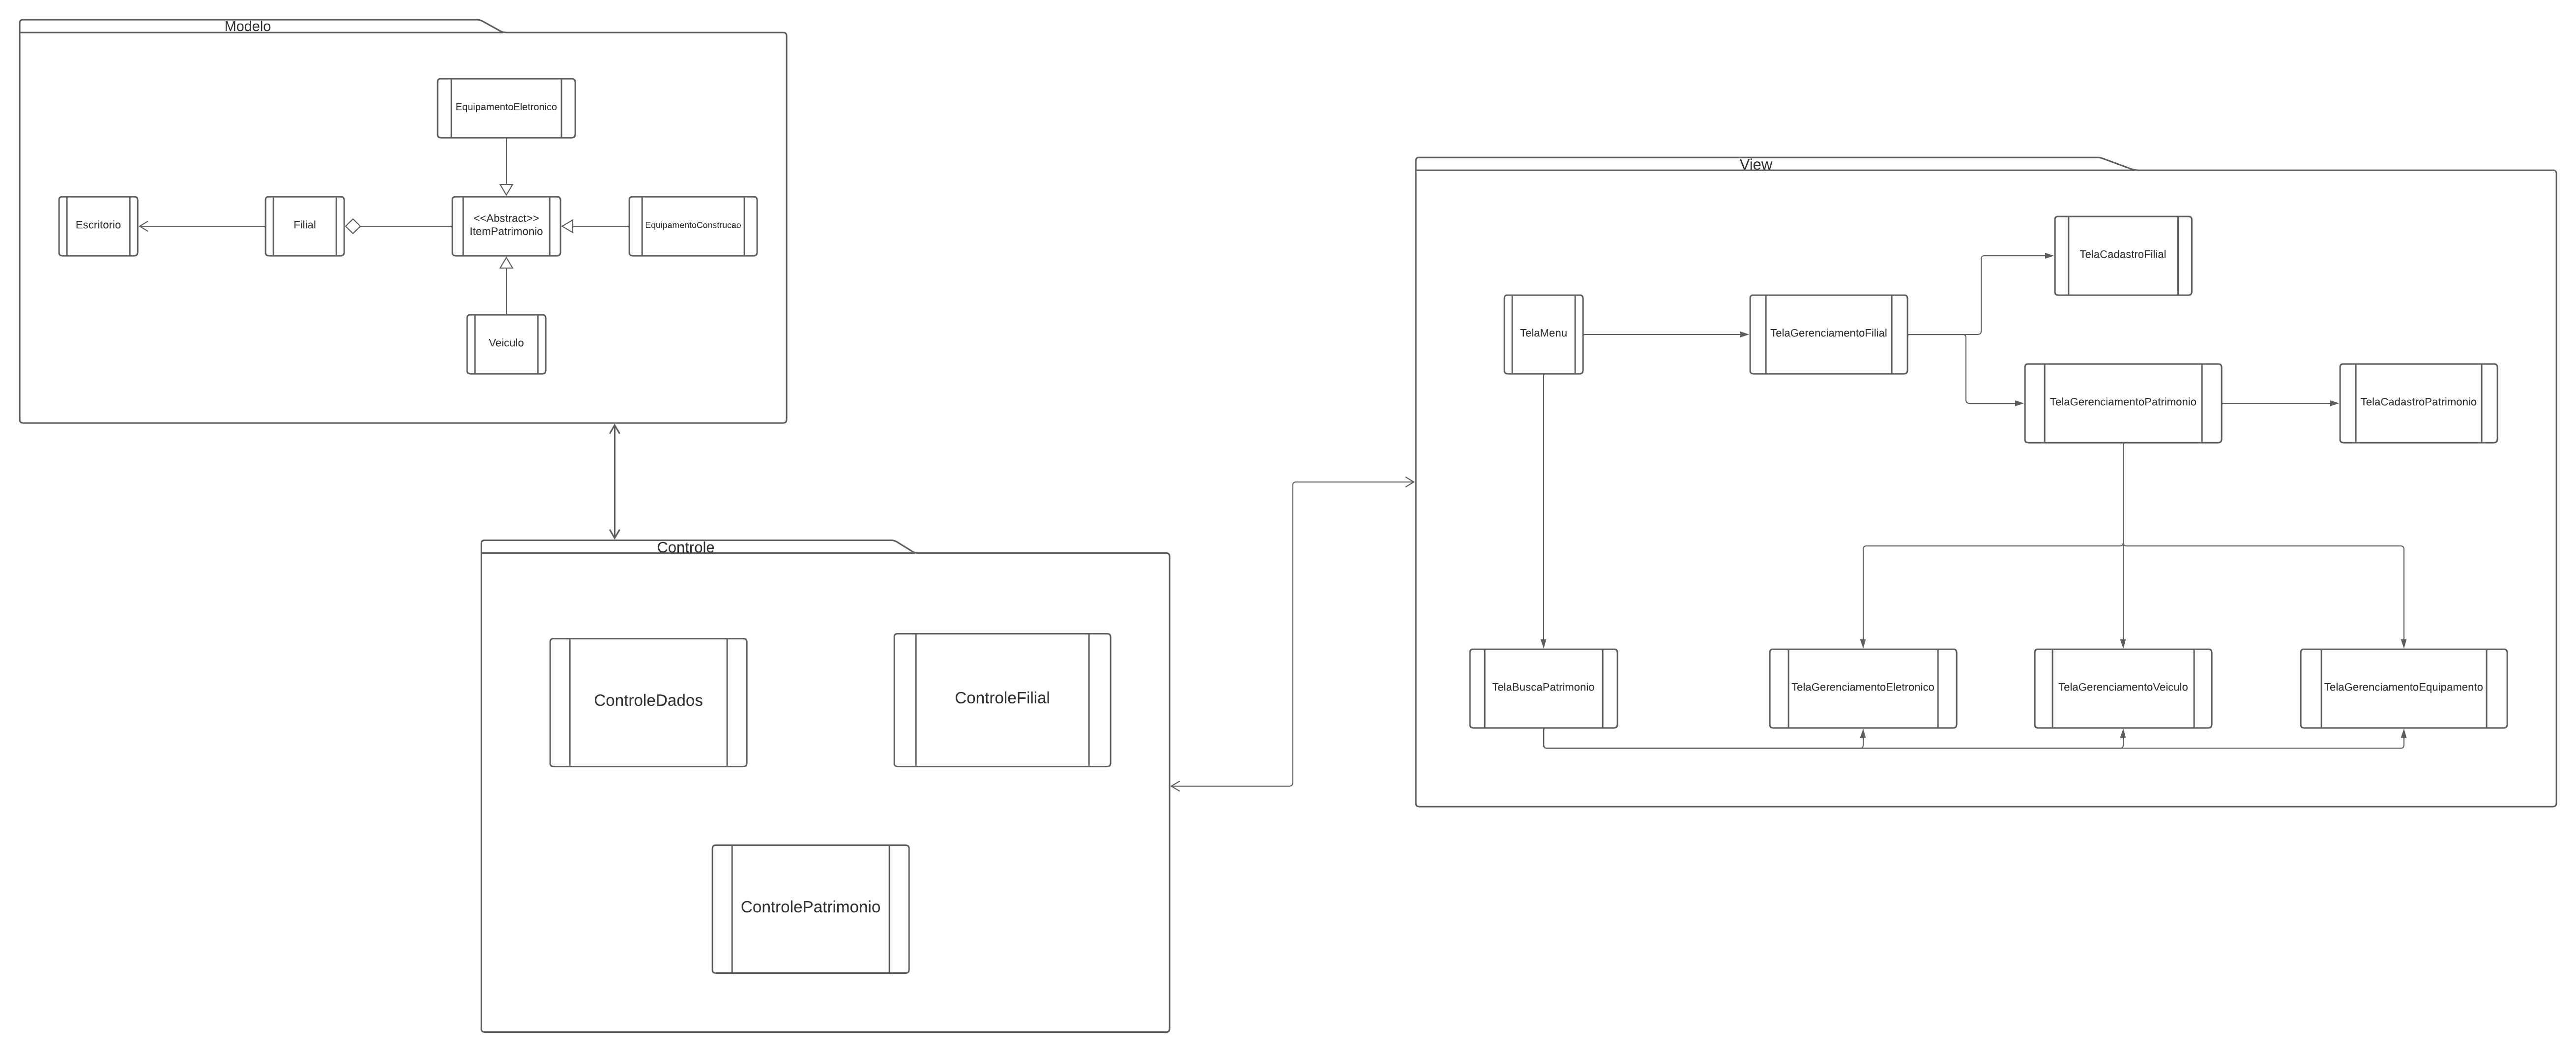 Modelo
EquipamentoEletronico
Escritorio
Filial
<<Abstract>>
ItemPatrimonio
EquipamentoConstrucao
Veiculo
Controle
ControleDados
ControleFilial
ControlePatrimonio
View
TelaCadastroFilial
TelaMenu
TelaGerenciamentoFilial
TelaGerenciamentoPatrimonio
TelaCadastroPatrimonio
TelaBuscaPatrimonio
TelaGerenciamentoEletronico
TelaGerenciamentoVeiculo
TelaGerenciamentoEquipamento